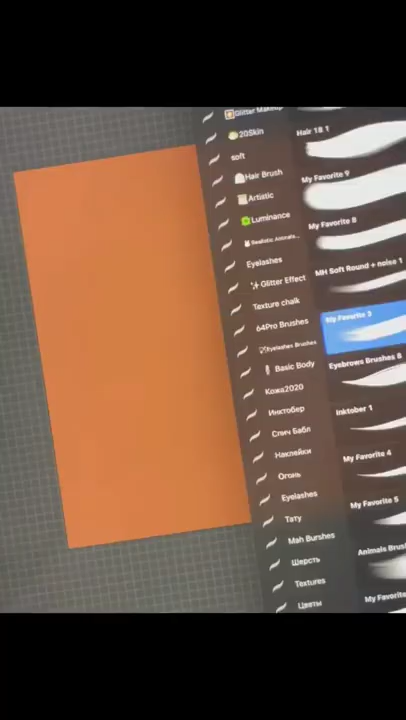 Glitter Makeup
20Skin
soft
Hair Brush
Artistic
Luminance
Realistic Animals...
Eyelashes
Glitter Effect
Texture chalk
64Pro Brushes
Eyelashes Brushes
Basic Body
Кожа2020
Инктобер
Спич Бабл
Наклейки
Огонь
Eyelashes
Тату
Mah Burshes
Шерсть
Textures
Цветы
Hair 18 1
My Favorite 9
My Favorite 8
MH Soft Round + noise 1
My Favorite 3
Eyebrows Brushes 8
Inktober 1
My Favorite 4
My Favorite 5
Animals Brus
My Favorite